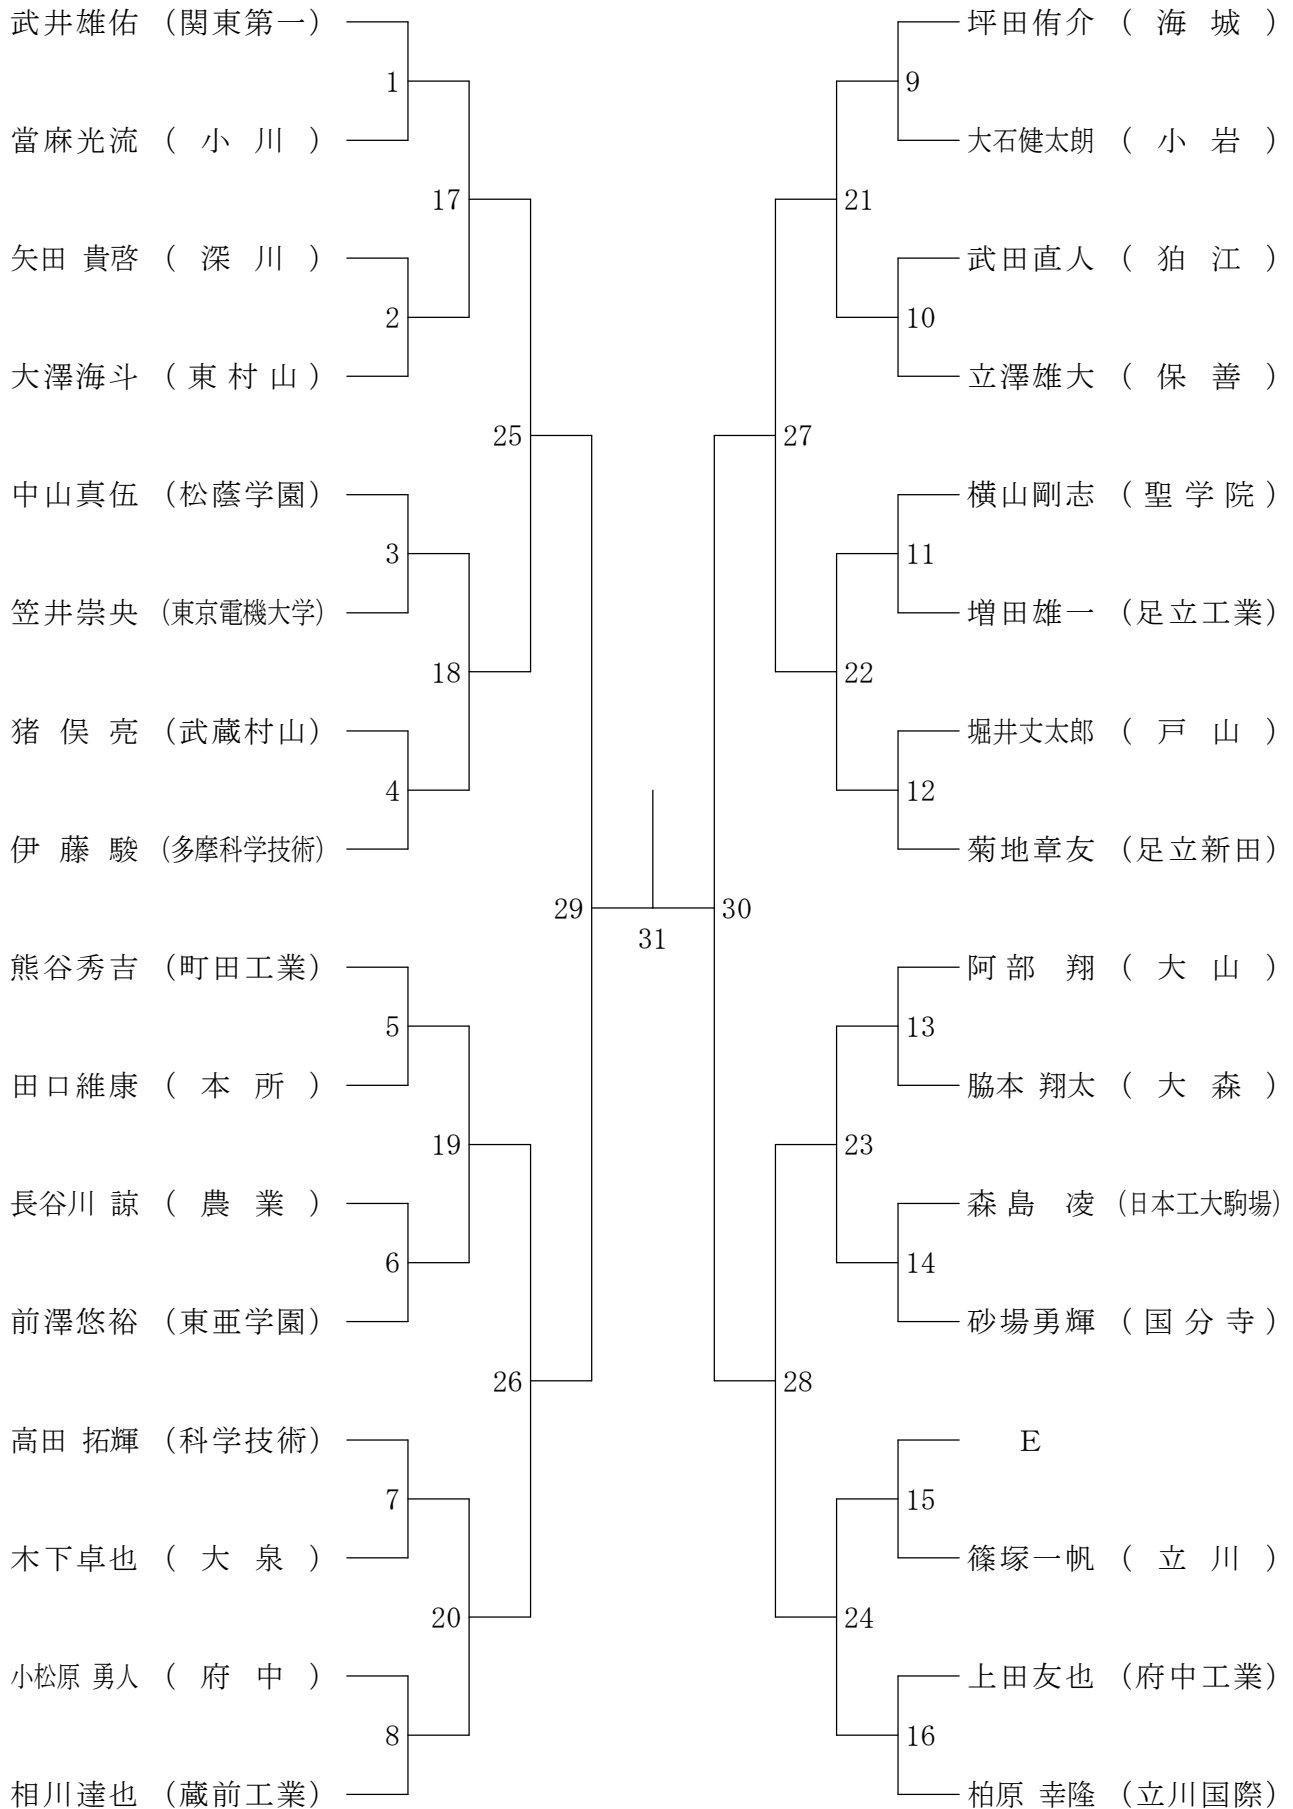 武井雄佑 (関東第一)
1
當麻光流 ( 小 川 )
17
矢田 貴啓 ( 深 川 )
2
大澤海斗 ( 東村山 )
25
中山真伍 (松蔭学園)
3
笠井崇央 (東京電機大学)
18
猪俣亮 (武蔵村山)
4
伊藤駿 (多摩科学技術)
29
熊谷秀吉 (町田工業)
5
田口維康 ( 本 所 )
19
長谷川 諒 ( 農 業 )
6
前澤悠裕 (東亜学園)
26
高田 拓輝 (科学技術)
7
木下卓也 ( 大 泉 )
20
小松原 勇人 ( 府 中 )
8
相川達也 (蔵前工業)
31
坪田侑介 ( 海 城 )
9
大石健太朗 ( 小 岩 )
21
武田直人 ( 狛 江 )
10
立澤雄大 ( 保 善 )
27
横山剛志 ( 聖学院 )
11
増田雄一 (足立工業)
22
堀井丈太郎 ( 戸 山 )
12
菊地章友 (足立新田)
30
阿部 翔 ( 大 山 )
13
脇本 翔太 ( 大 森 )
23
森島 凌 (日本工大駒場)
14
砂場勇輝 ( 国分寺 )
28
E
15
篠塚一帆 ( 立 川 )
24
上田友也 (府中工業)
16
柏原 幸隆 (立川国際)